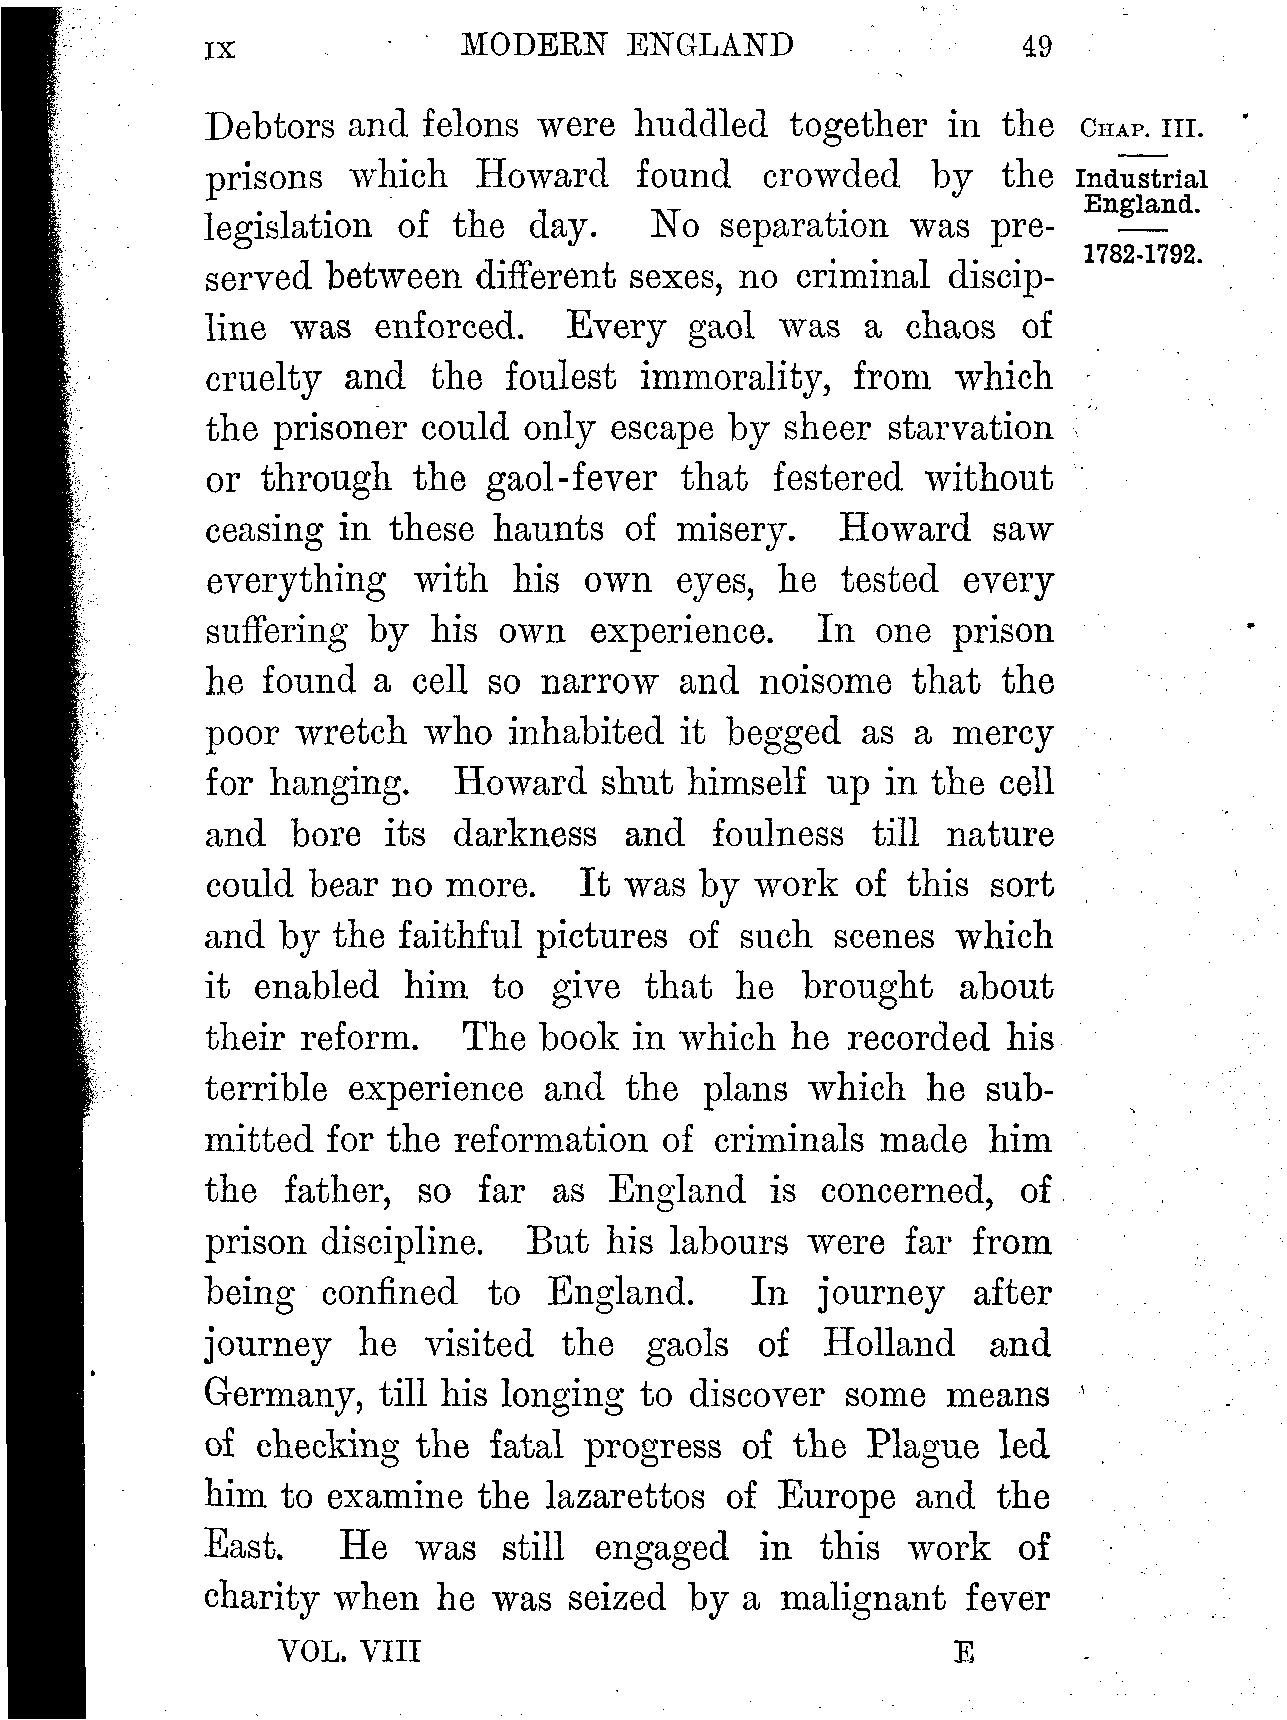 IX MODERN ENGLAND 49
Debtors and felons were huddled together in the
prisons which Howard found crowded by the
legislation of the day. No separation was pre-
served between different sexes, no criminal discip-
line was enforced. Every gaol was a chaos of
cruelty and the foulest immorality, from which
the prisoner could only escape by sheer starvation
or through the gaol-fever that festered without
ceasing in these haunts of misery. Howard saw
everything with his own eyes, he tested every
suffering by his own experience. In one prison
he found a cell so narrow and noisome that the
poor wretch who inhabited it begged as a mercy
for hanging. Howard shut himself up in the cell
and bore its darkness and foulness till nature
could bear no more. It was by work of this sort
and by the faithful pictures of such scenes which
it enabled him to give that he brought about
their reform. The book in which he recorded his
terrible experience and the plans which he sub-
mitted for the reformation of criminals made him
the father, so far as England is concerned, of
prison discipline. But his labours were far from
being confined to England. In journey after
journey he visited the gaols of Holland and
Germany, till his longing to discover some means
of checking the fatal progress of the Plague led
him to examine the lazarettos of Europe and the
East. He was still engaged in this work of
charity when he was seized by a malignant fever
CHAP. III.
Industrial
England.
1782-1792.
VOL. VIII E